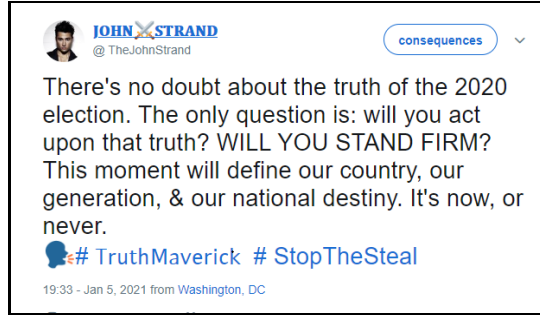 JOHN⚔️STRAND
@ TheJohnStrand
consequences
There's no doubt about the truth of the 2020
election. The only question is: will you act
upon that truth? WILL YOU STAND FIRM?
This moment will define our country, our
generation, & our national destiny. It's now, or
never.
🗣️# TruthMaverick # StopTheSteal
19:33 - Jan 5, 2021 from Washington, DC